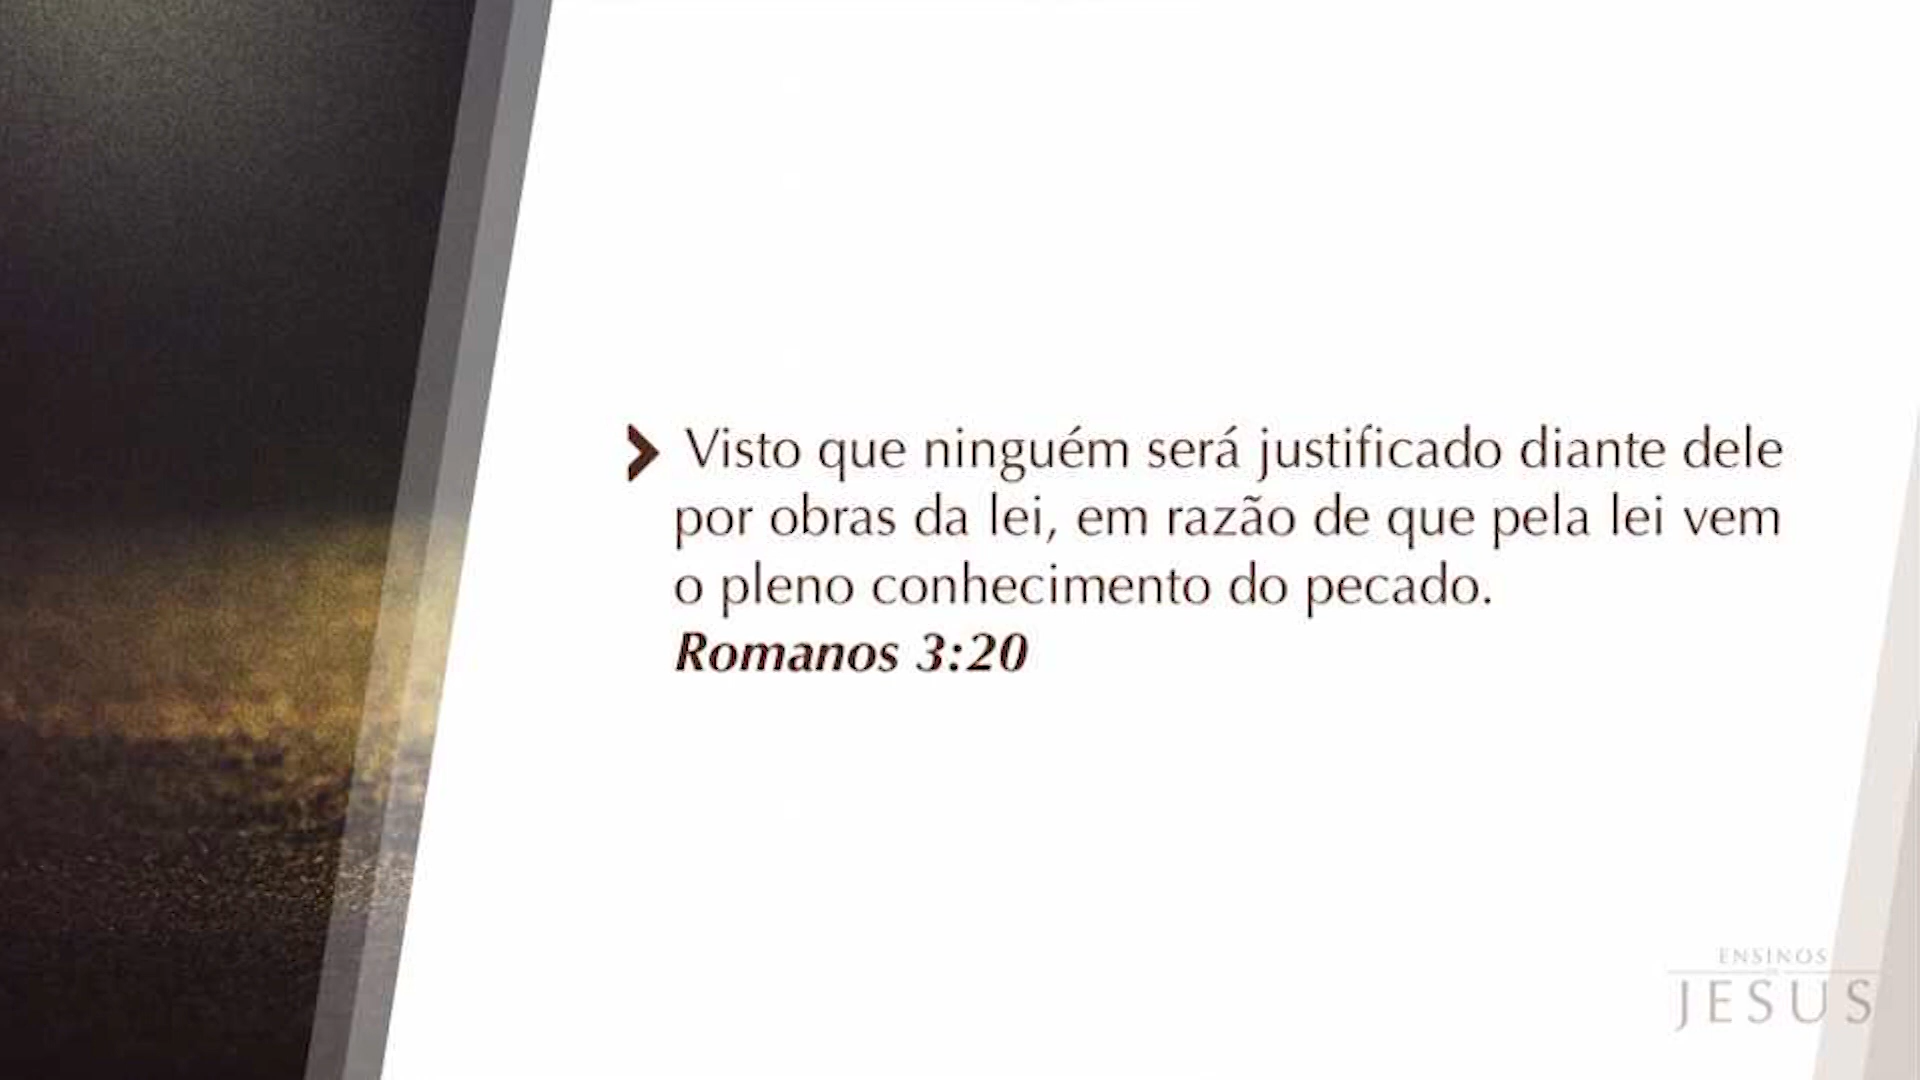 Visto que ninguém será justificado diante dele
por obras da lei, em razão de que pela lei vem
o pleno conhecimento do pecado.
Romanos 3:20
ENSINOS
JESUS